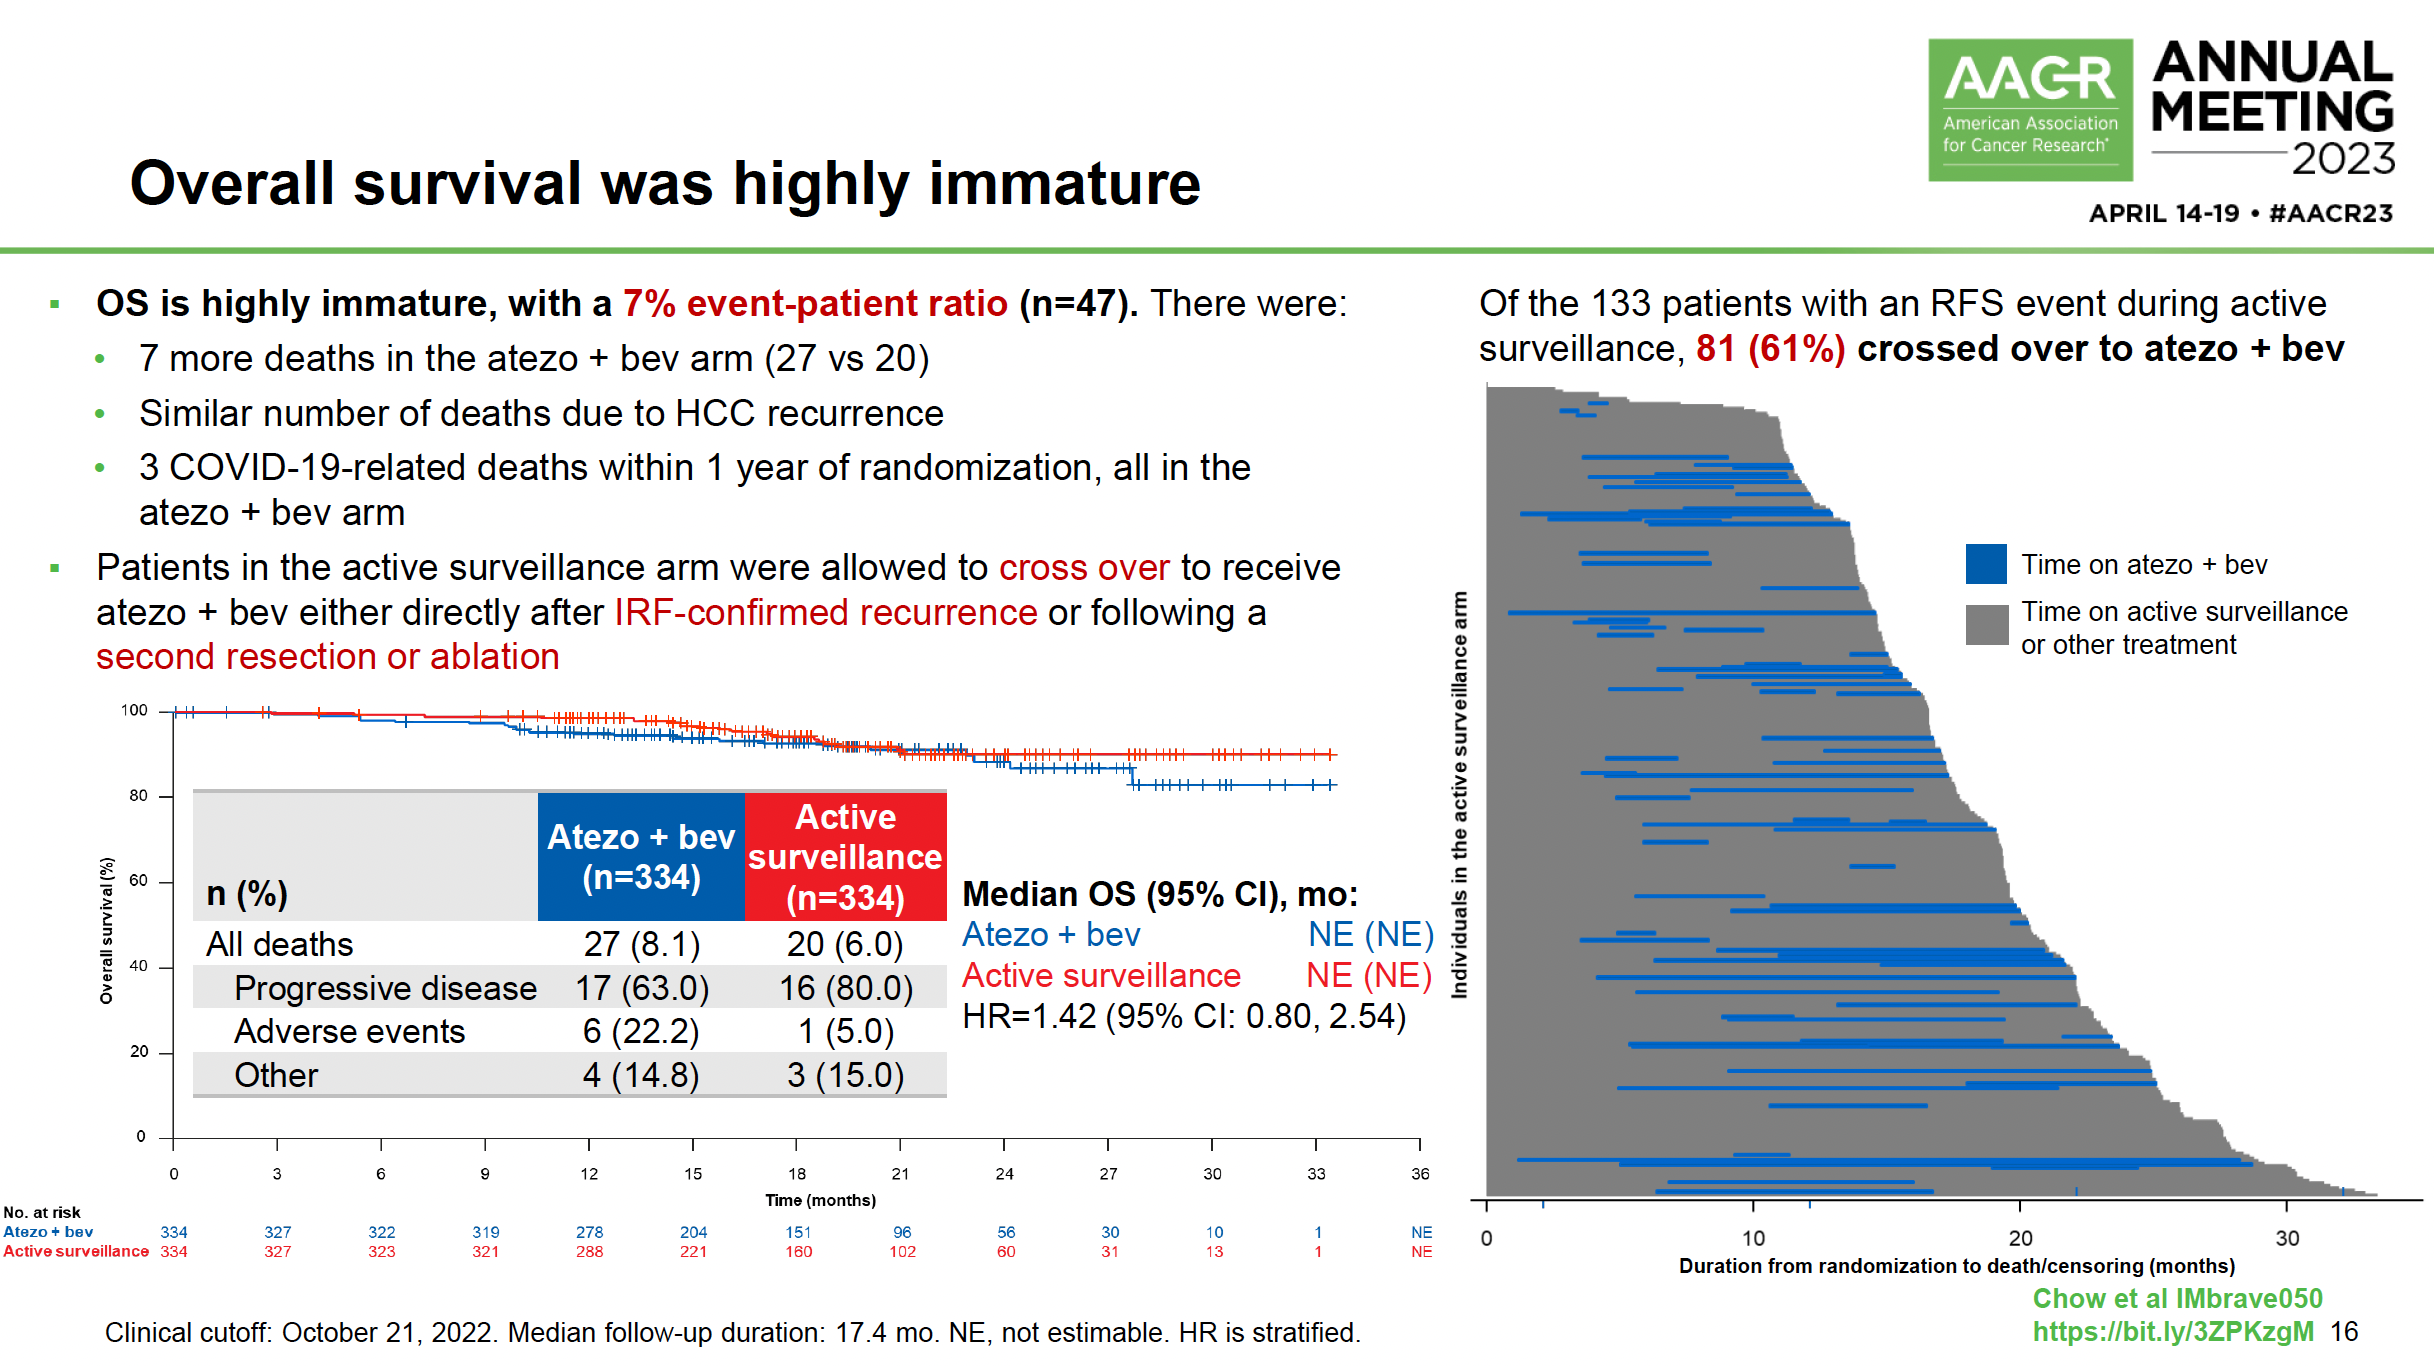 AACR
American Association
for Cancer Research®
ANNUAL
MEETING
2023
APRIL 14-19 • #AACR23
Overall survival was highly immature
▪ OS is highly immature, with a 7% event-patient ratio (n=47). There were:
• 7 more deaths in the atezo + bev arm (27 vs 20)
• Similar number of deaths due to HCC recurrence
• 3 COVID-19-related deaths within 1 year of randomization, all in the
atezo + bev arm
▪ Patients in the active surveillance arm were allowed to cross over to receive
atezo + bev either directly after IRF-confirmed recurrence or following a
second resection or ablation
100
80
60
40
20
0
Overall survival (%)
n (%) Atezo + bev (n=334) Active surveillance (n=334)
All deaths 27 (8.1) 20 (6.0)
Progressive disease 17 (63.0) 16 (80.0)
Adverse events 6 (22.2) 1 (5.0)
Other 4 (14.8) 3 (15.0)
Median OS (95% CI), mo:
Atezo + bev NE (NE)
Active surveillance NE (NE)
HR=1.42 (95% CI: 0.80, 2.54)
0 3 6 9 12 15 18 21 24 27 30 33 36
Time (months)
No. at risk
Atezo + bev 334 327 322 319 278 204 151 96 56 30 10 1 NE
Active surveillance 334 327 323 321 288 221 160 102 60 31 13 1 NE
Of the 133 patients with an RFS event during active
surveillance, 81 (61%) crossed over to atezo + bev
Individuals in the active surveillance arm
Time on atezo + bev
Time on active surveillance
or other treatment
0 10 20 30
Duration from randomization to death/censoring (months)
Chow et al IMbrave050
https://bit.ly/3ZPKzgM 16
Clinical cutoff: October 21, 2022. Median follow-up duration: 17.4 mo. NE, not estimable. HR is stratified.